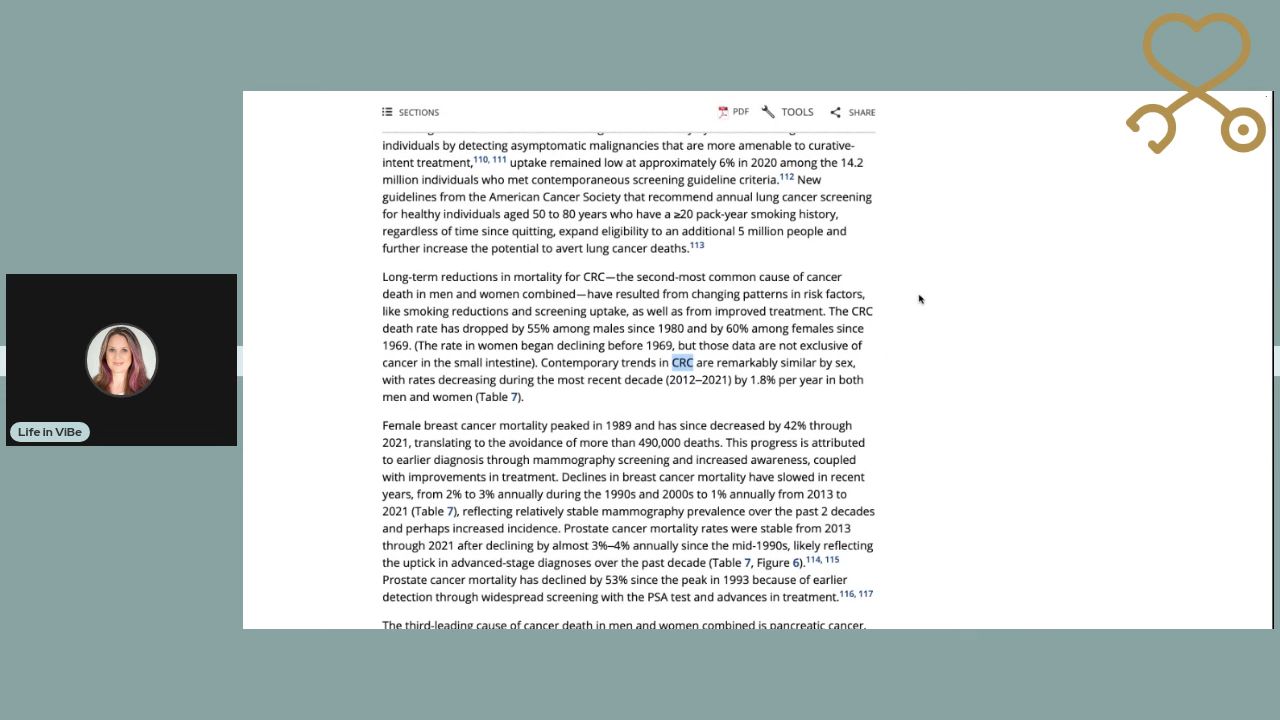 SECTIONS
PDF
TOOLS
SHARE
individuals by detecting asymptomatic malignancies that are more amenable to curative-
intent treatment,110, 111 uptake remained low at approximately 6% in 2020 among the 14.2
million individuals who met contemporaneous screening guideline criteria.112 New
guidelines from the American Cancer Society that recommend annual lung cancer screening
for healthy individuals aged 50 to 80 years who have a ≥20 pack-year smoking history,
regardless of time since quitting, expand eligibility to an additional 5 million people and
further increase the potential to avert lung cancer deaths.113
Long-term reductions in mortality for CRC—the second-most common cause of cancer
death in men and women combined—have resulted from changing patterns in risk factors,
like smoking reductions and screening uptake, as well as from improved treatment. The CRC
death rate has dropped by 55% among males since 1980 and by 60% among females since
1969. (The rate in women began declining before 1969, but those data are not exclusive of
cancer in the small intestine). Contemporary trends in CRC are remarkably similar by sex,
with rates decreasing during the most recent decade (2012–2021) by 1.8% per year in both
men and women (Table 7).
Female breast cancer mortality peaked in 1989 and has since decreased by 42% through
2021, translating to the avoidance of more than 490,000 deaths. This progress is attributed
to earlier diagnosis through mammography screening and increased awareness, coupled
with improvements in treatment. Declines in breast cancer mortality have slowed in recent
years, from 2% to 3% annually during the 1990s and 2000s to 1% annually from 2013 to
2021 (Table 7), reflecting relatively stable mammography prevalence over the past 2 decades
and perhaps increased incidence. Prostate cancer mortality rates were stable from 2013
through 2021 after declining by almost 3%–4% annually since the mid-1990s, likely reflecting
the uptick in advanced-stage diagnoses over the past decade (Table 7, Figure 6).114, 115
Prostate cancer mortality has declined by 53% since the peak in 1993 because of earlier
detection through widespread screening with the PSA test and advances in treatment.116, 117
The third-leading cause of cancer death in men and women combined is pancreatic cancer,
Life in ViBe